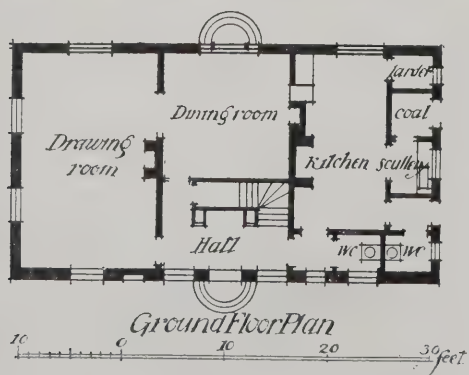 larder
Dining room
coal
Drawing
room
Kitchen
scullery
Hall
WC
WC
Ground Floor Plan
10 0 10 20 30 feet.